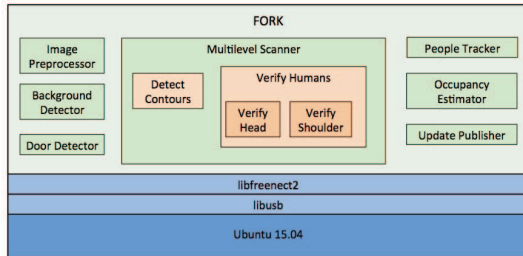 FORK
Image
Preprocessor
Background
Detector
Door Detector
Multilevel Scanner
Detect
Contours
Verify Humans
Verify
Head
Verify
Shoulder
People Tracker
Occupancy
Estimator
Update Publisher
libfreenect2
libusb
Ubuntu 15.04